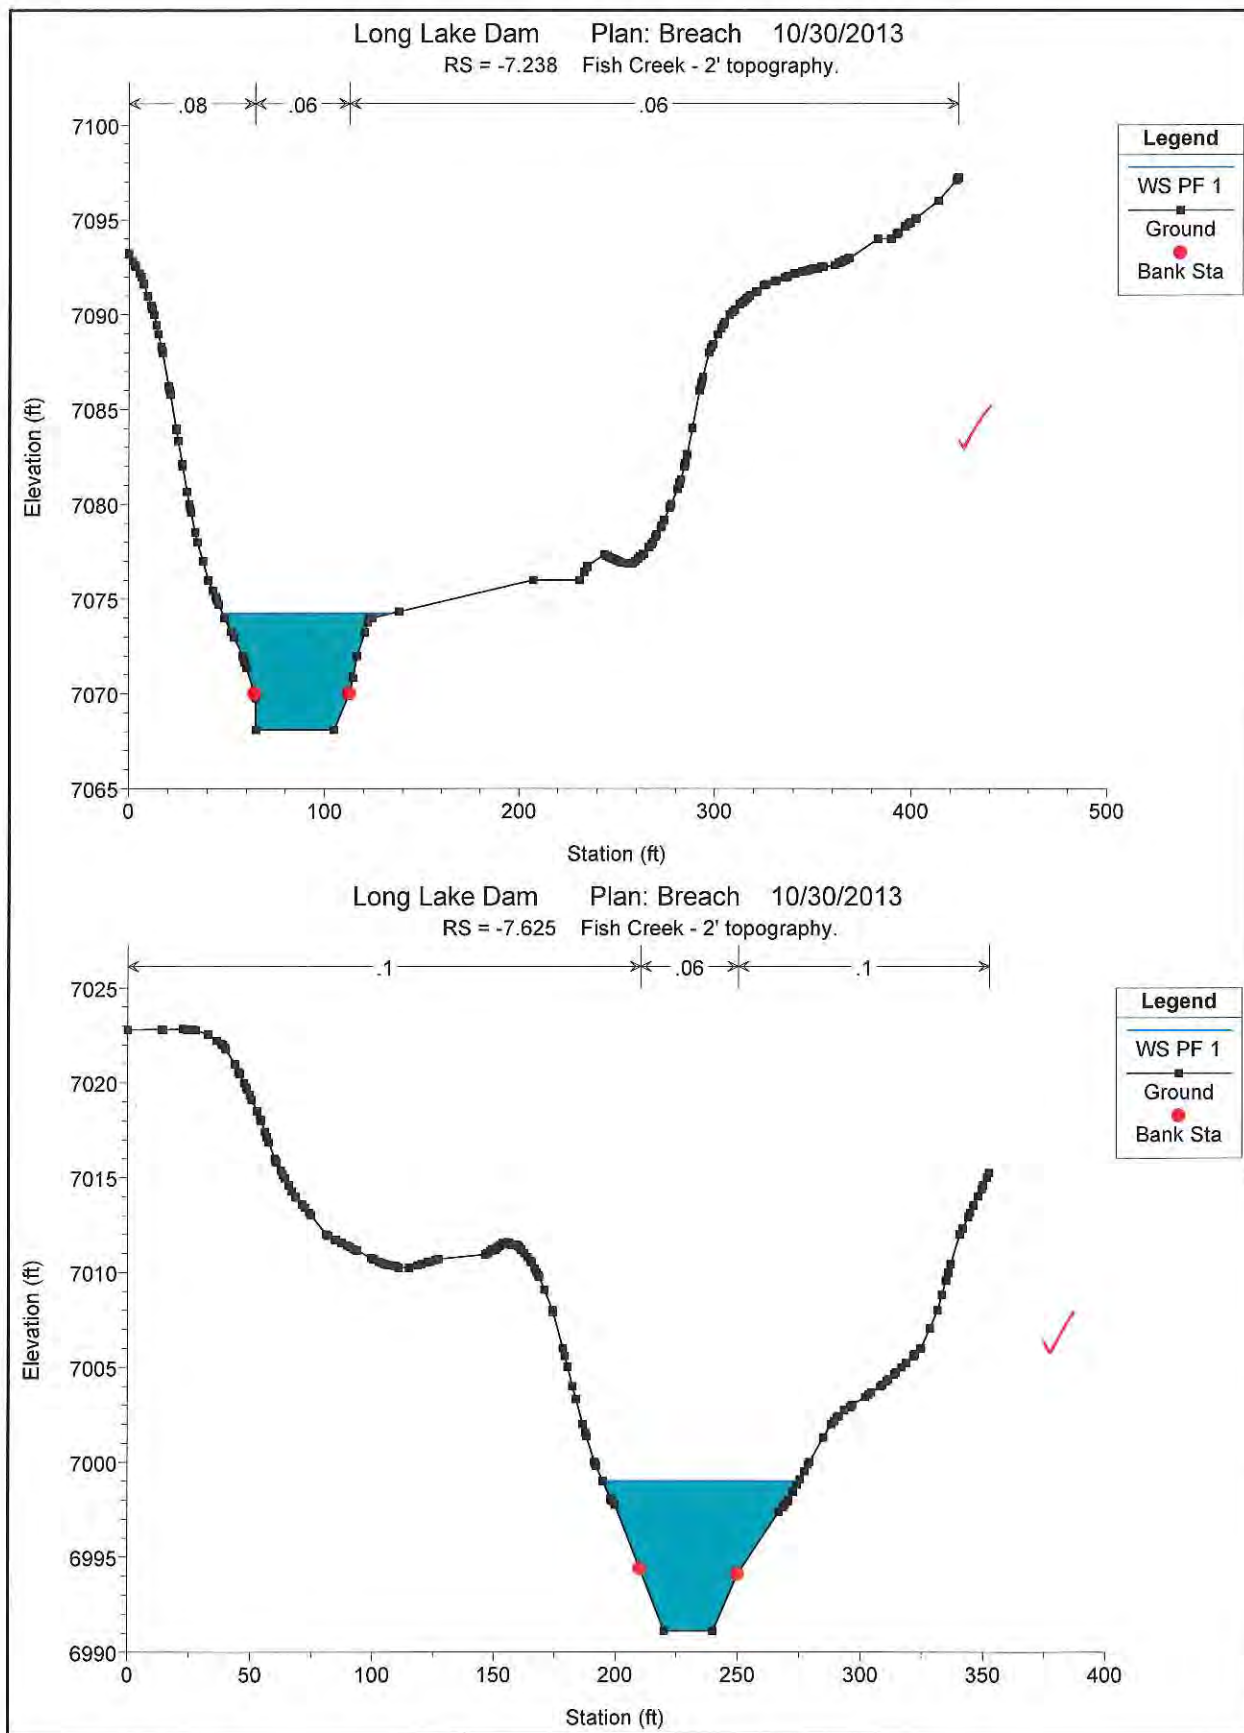 Long Lake Dam Plan: Breach 10/30/2013
RS = -7.238 Fish Creek - 2' topography.
.08 .06 .06
7100
7095
7090
7085
7080
7075
7070
7065
Elevation (ft)
0 100 200 300 400 500
Station (ft)
Legend
WS PF 1
Ground
Bank Sta
Long Lake Dam Plan: Breach 10/30/2013
RS = -7.625 Fish Creek - 2' topography.
.1 .06 .1
7025
7020
7015
7010
7005
7000
6995
6990
Elevation (ft)
0 50 100 150 200 250 300 350 400
Station (ft)
Legend
WS PF 1
Ground
Bank Sta